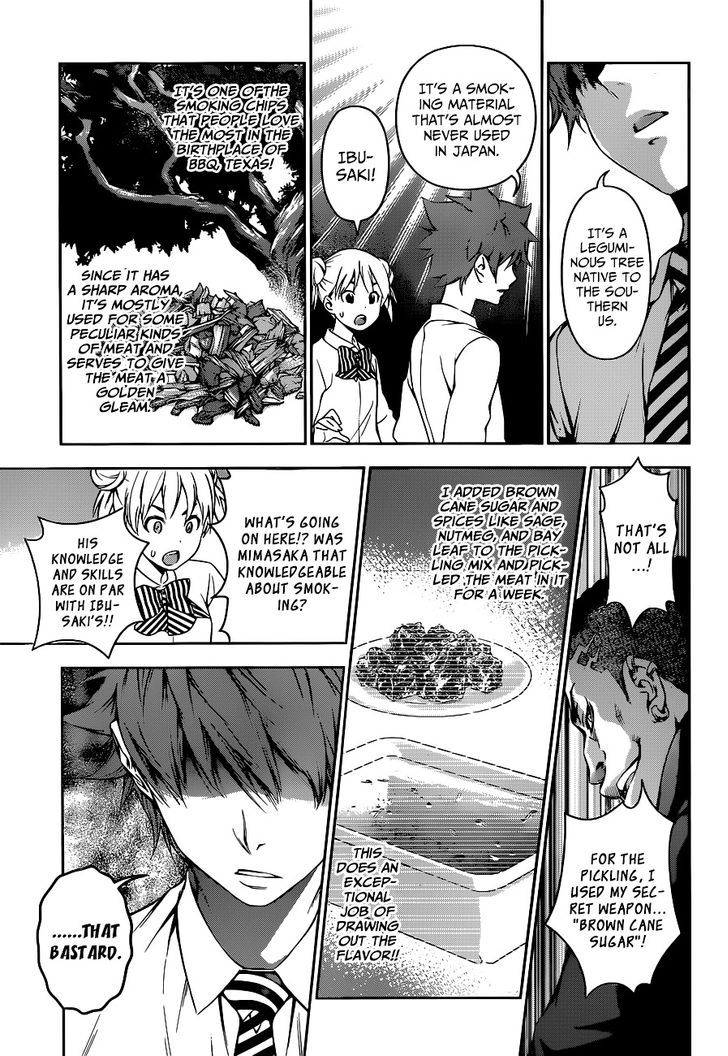 IT'S A
LEGUMI-
NOUS TREE
NATIVE TO
THE SOU-
THERN
US.
IT'S A SMOK-
ING MATERIAL
THAT'S ALMOST
NEVER USED
IN JAPAN.
IBU-
SAKI!
IT'S ONE OF THE
SMOKING CHIPS
THAT PEOPLE LOVE
THE MOST IN THE
BIRTHPLACE OF
BBQ, TEXAS!
SINCE IT HAS
A SHARP AROMA,
IT'S MOSTLY
USED FOR SOME
PECULIAR KINDS
OF MEAT AND
SERVES TO GIVE
THE MEAT A
GOLDEN
GLEAM.
THAT'S
NOT ALL
...!
FOR THE
PICKLING, I
USED MY SEC-
RET WEAPON...
"BROWN CANE
SUGAR"!
I ADDED BROWN
CANE SUGAR AND
SPICES LIKE SAGE,
NUTMEG, AND BAY
LEAF TO THE PICK-
LING MIX AND PICK-
LED THE MEAT IN IT
FOR A WEEK.
THIS
DOES AN
EXCEP-
TIONAL
JOB OF
DRAWING
OUT THE
FLAVOR!!
WHAT'S GOING
ON HERE!? WAS
MIMASAKA THAT
KNOWLEDGEABLE
ABOUT SMOK-
ING?
HIS
KNOWLEDGE
AND SKILLS
ARE ON PAR
WITH IBU-
SAKI'S!!
......THAT
BASTARD.